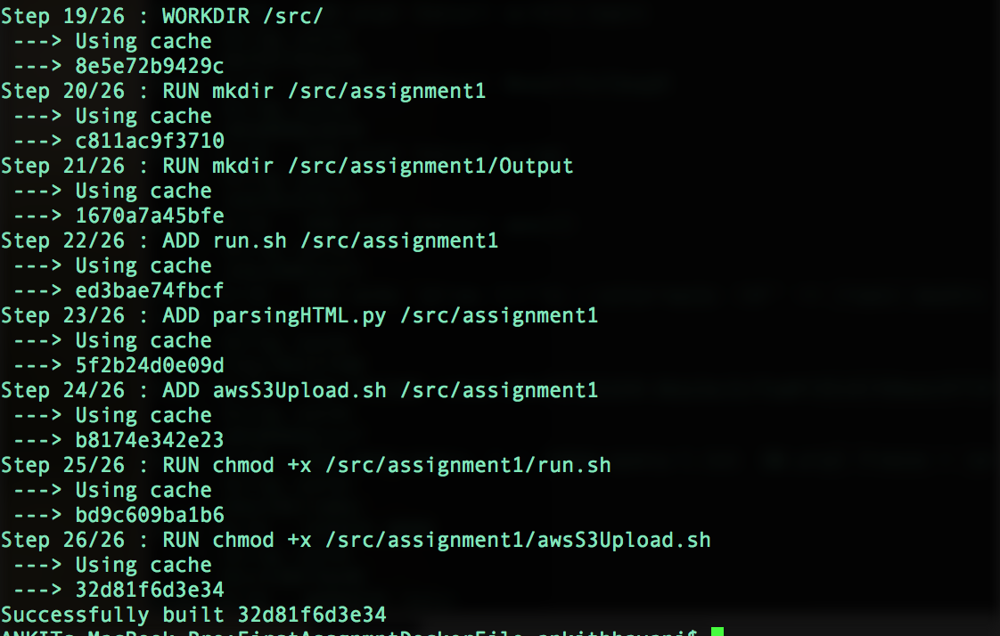 Step 19/26 : WORKDIR /src/
 ---> Using cache
 ---> 8e5e72b9429c
Step 20/26 : RUN mkdir /src/assignment1
 ---> Using cache
 ---> c811ac9f3710
Step 21/26 : RUN mkdir /src/assignment1/Output
 ---> Using cache
 ---> 1670a7a45bfe
Step 22/26 : ADD run.sh /src/assignment1
 ---> Using cache
 ---> ed3bae74fbcf
Step 23/26 : ADD parsingHTML.py /src/assignment1
 ---> Using cache
 ---> 5f2b24d0e09d
Step 24/26 : ADD awsS3Upload.sh /src/assignment1
 ---> Using cache
 ---> b8174e342e23
Step 25/26 : RUN chmod +x /src/assignment1/run.sh
 ---> Using cache
 ---> bd9c609ba1b6
Step 26/26 : RUN chmod +x /src/assignment1/awsS3Upload.sh
 ---> Using cache
 ---> 32d81f6d3e34
Successfully built 32d81f6d3e34